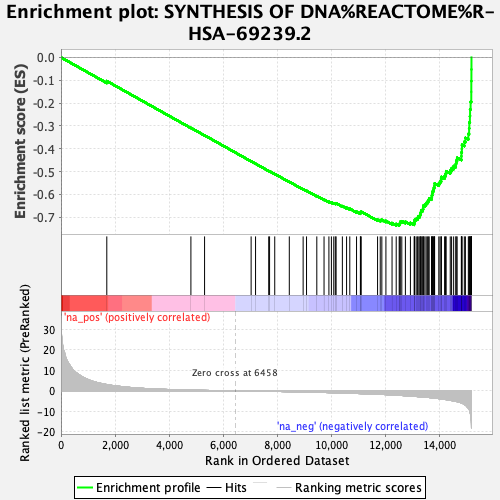 Enrichment plot: SYNTHESIS OF DNA%REACTOME%R-
HSA-69239.2
Enrichment score (ES)
0.0
-0.1
-0.2
-0.3
-0.4
-0.5
-0.6
-0.7
'na_pos' (positively correlated)
Ranked list metric (PreRanked)
30
20
10
0
-10
-20
Zero cross at 6458
'na_neg' (negatively correlated)
0
2,000
4,000
6,000
8,000
10,000
12,000
14,000
Rank in Ordered Dataset
Enrichment profile
Hits
Ranking metric scores